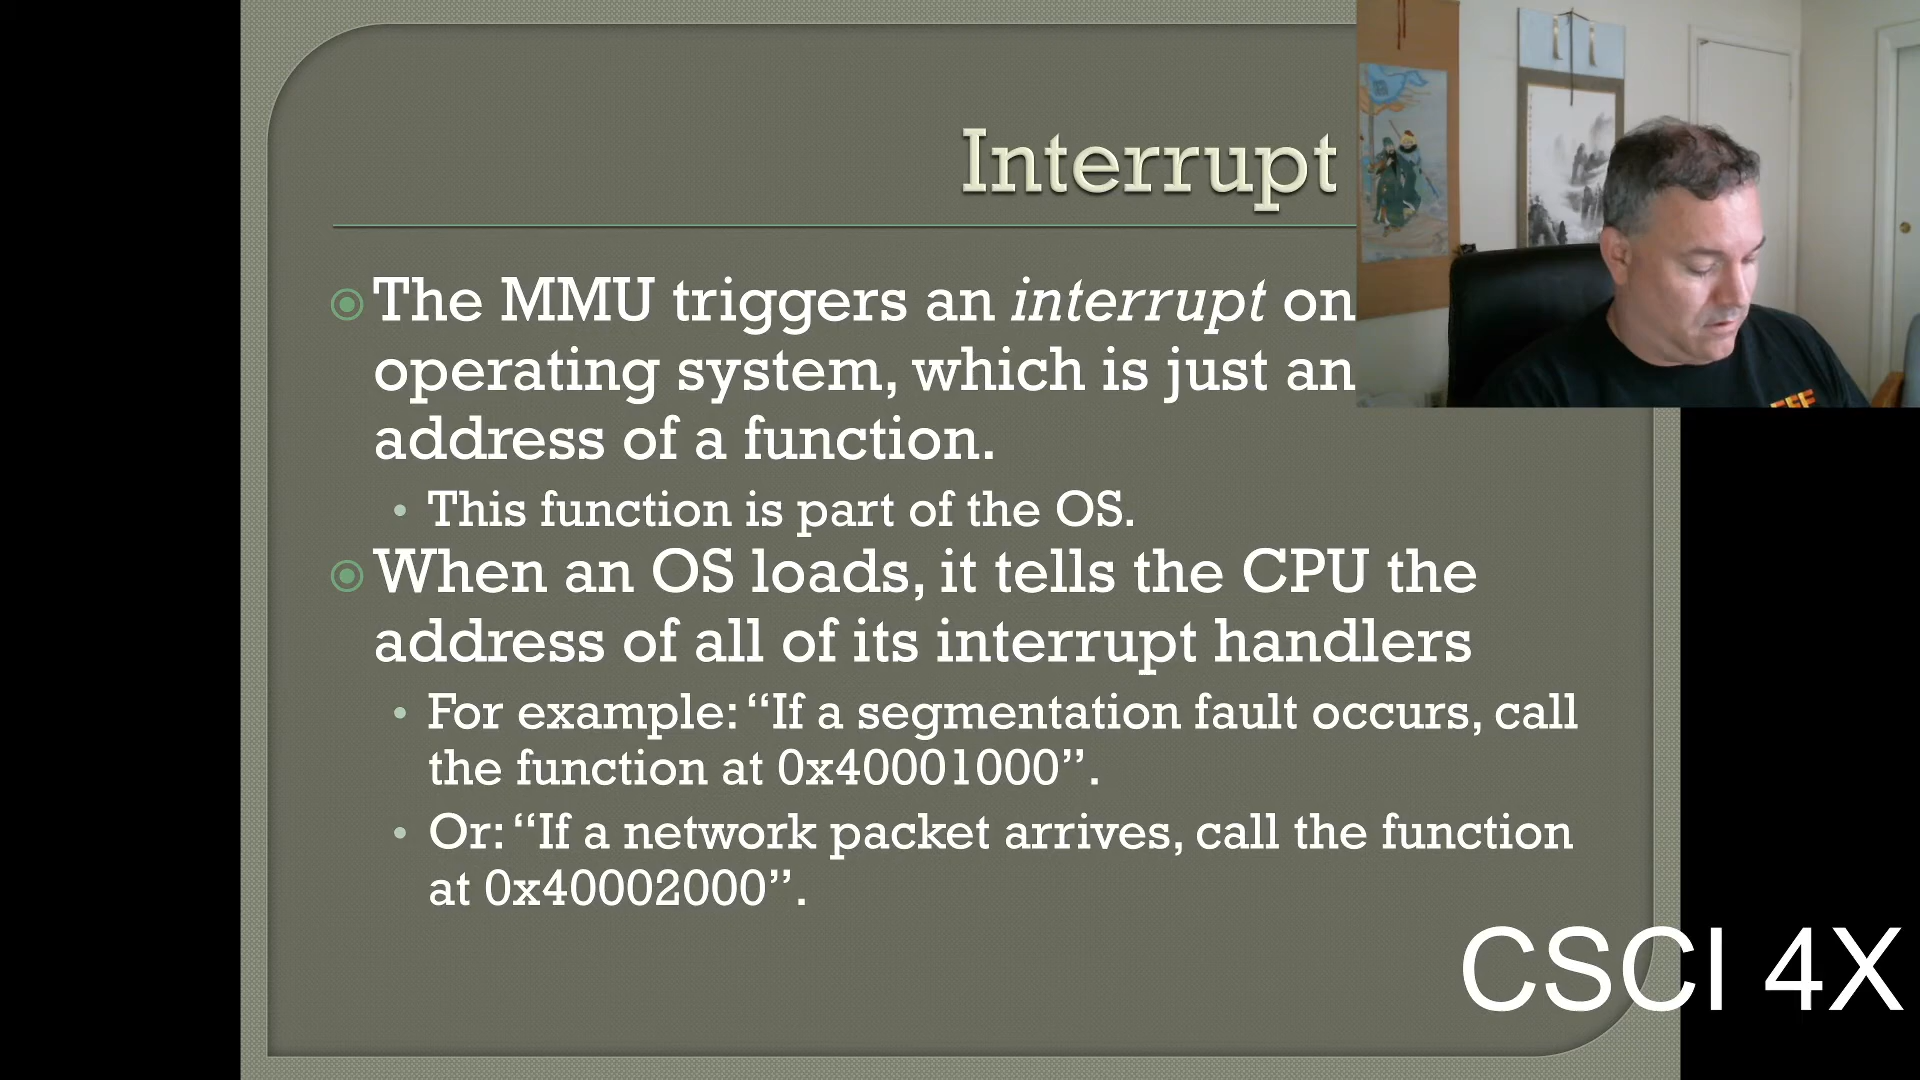 Interrupt
The MMU triggers an interrupt on
operating system, which is just an
address of a function.
• This function is part of the OS.
When an OS loads, it tells the CPU the
address of all of its interrupt handlers
• For example: “If a segmentation fault occurs, call
the function at 0x40001000”.
• Or: “If a network packet arrives, call the function
at 0x40002000”.
CSCI 4X